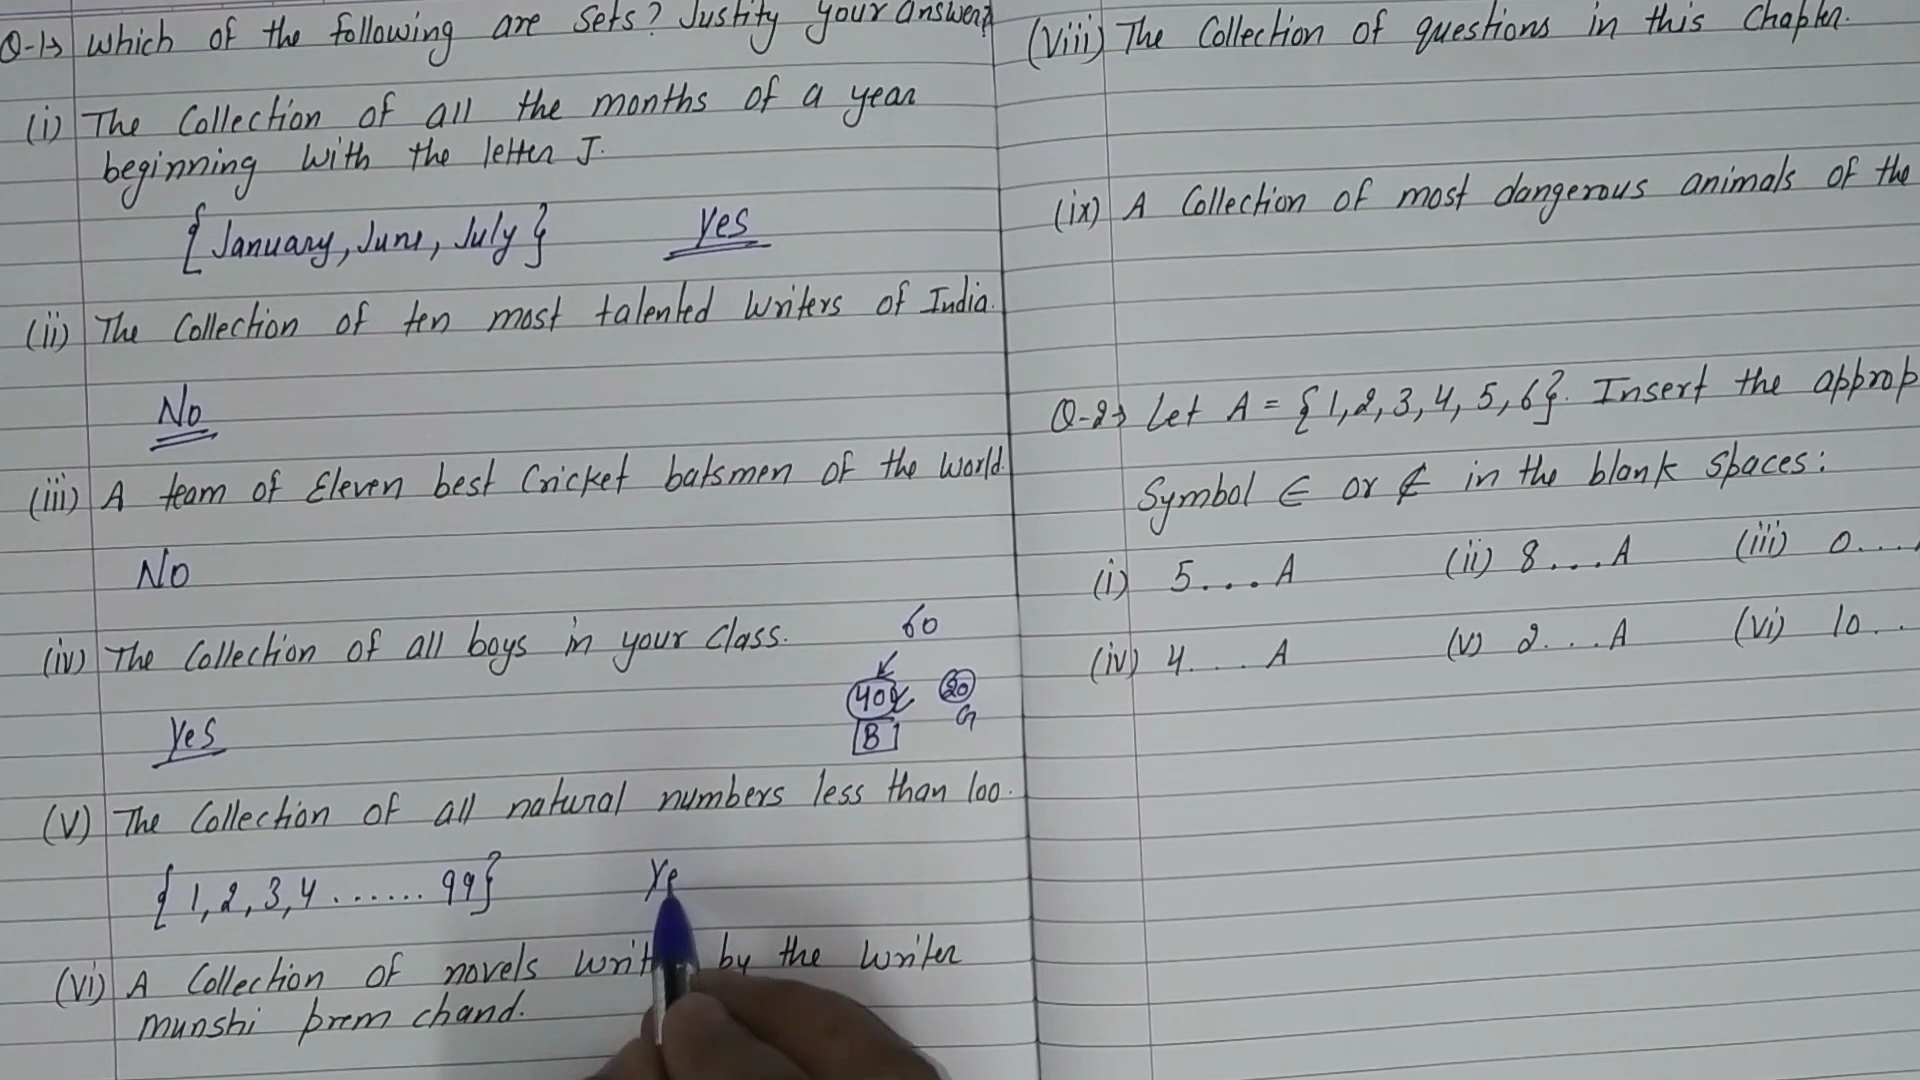 Q-1→ Which of the following are sets? Justify your answer?
(i) The Collection of all the months of a year
beginning with the letter J.
{January, June, July} Yes
(ii) The Collection of ten most talented writers of India.
No
(iii) A team of Eleven best Cricket batsmen of the world.
No
(iv) The Collection of all boys in your Class.
60
40 20
B G
Yes
(v) The Collection of all natural numbers less than 100.
{1,2,3,4 ...... 99} Ye
(vi) A Collection of novels by the writer
munshi prem chand.
(viii) The Collection of questions in this Chapter.
(ix) A Collection of most dangerous animals of the
Q-2→ Let A = {1,2,3,4,5,6}. Insert the approp
Symbol ∈ or ∉ in the blank spaces:
(i) 5...A (ii) 8...A (iii) 0....
(iv) 4....A (v) 2...A (vi) 10..